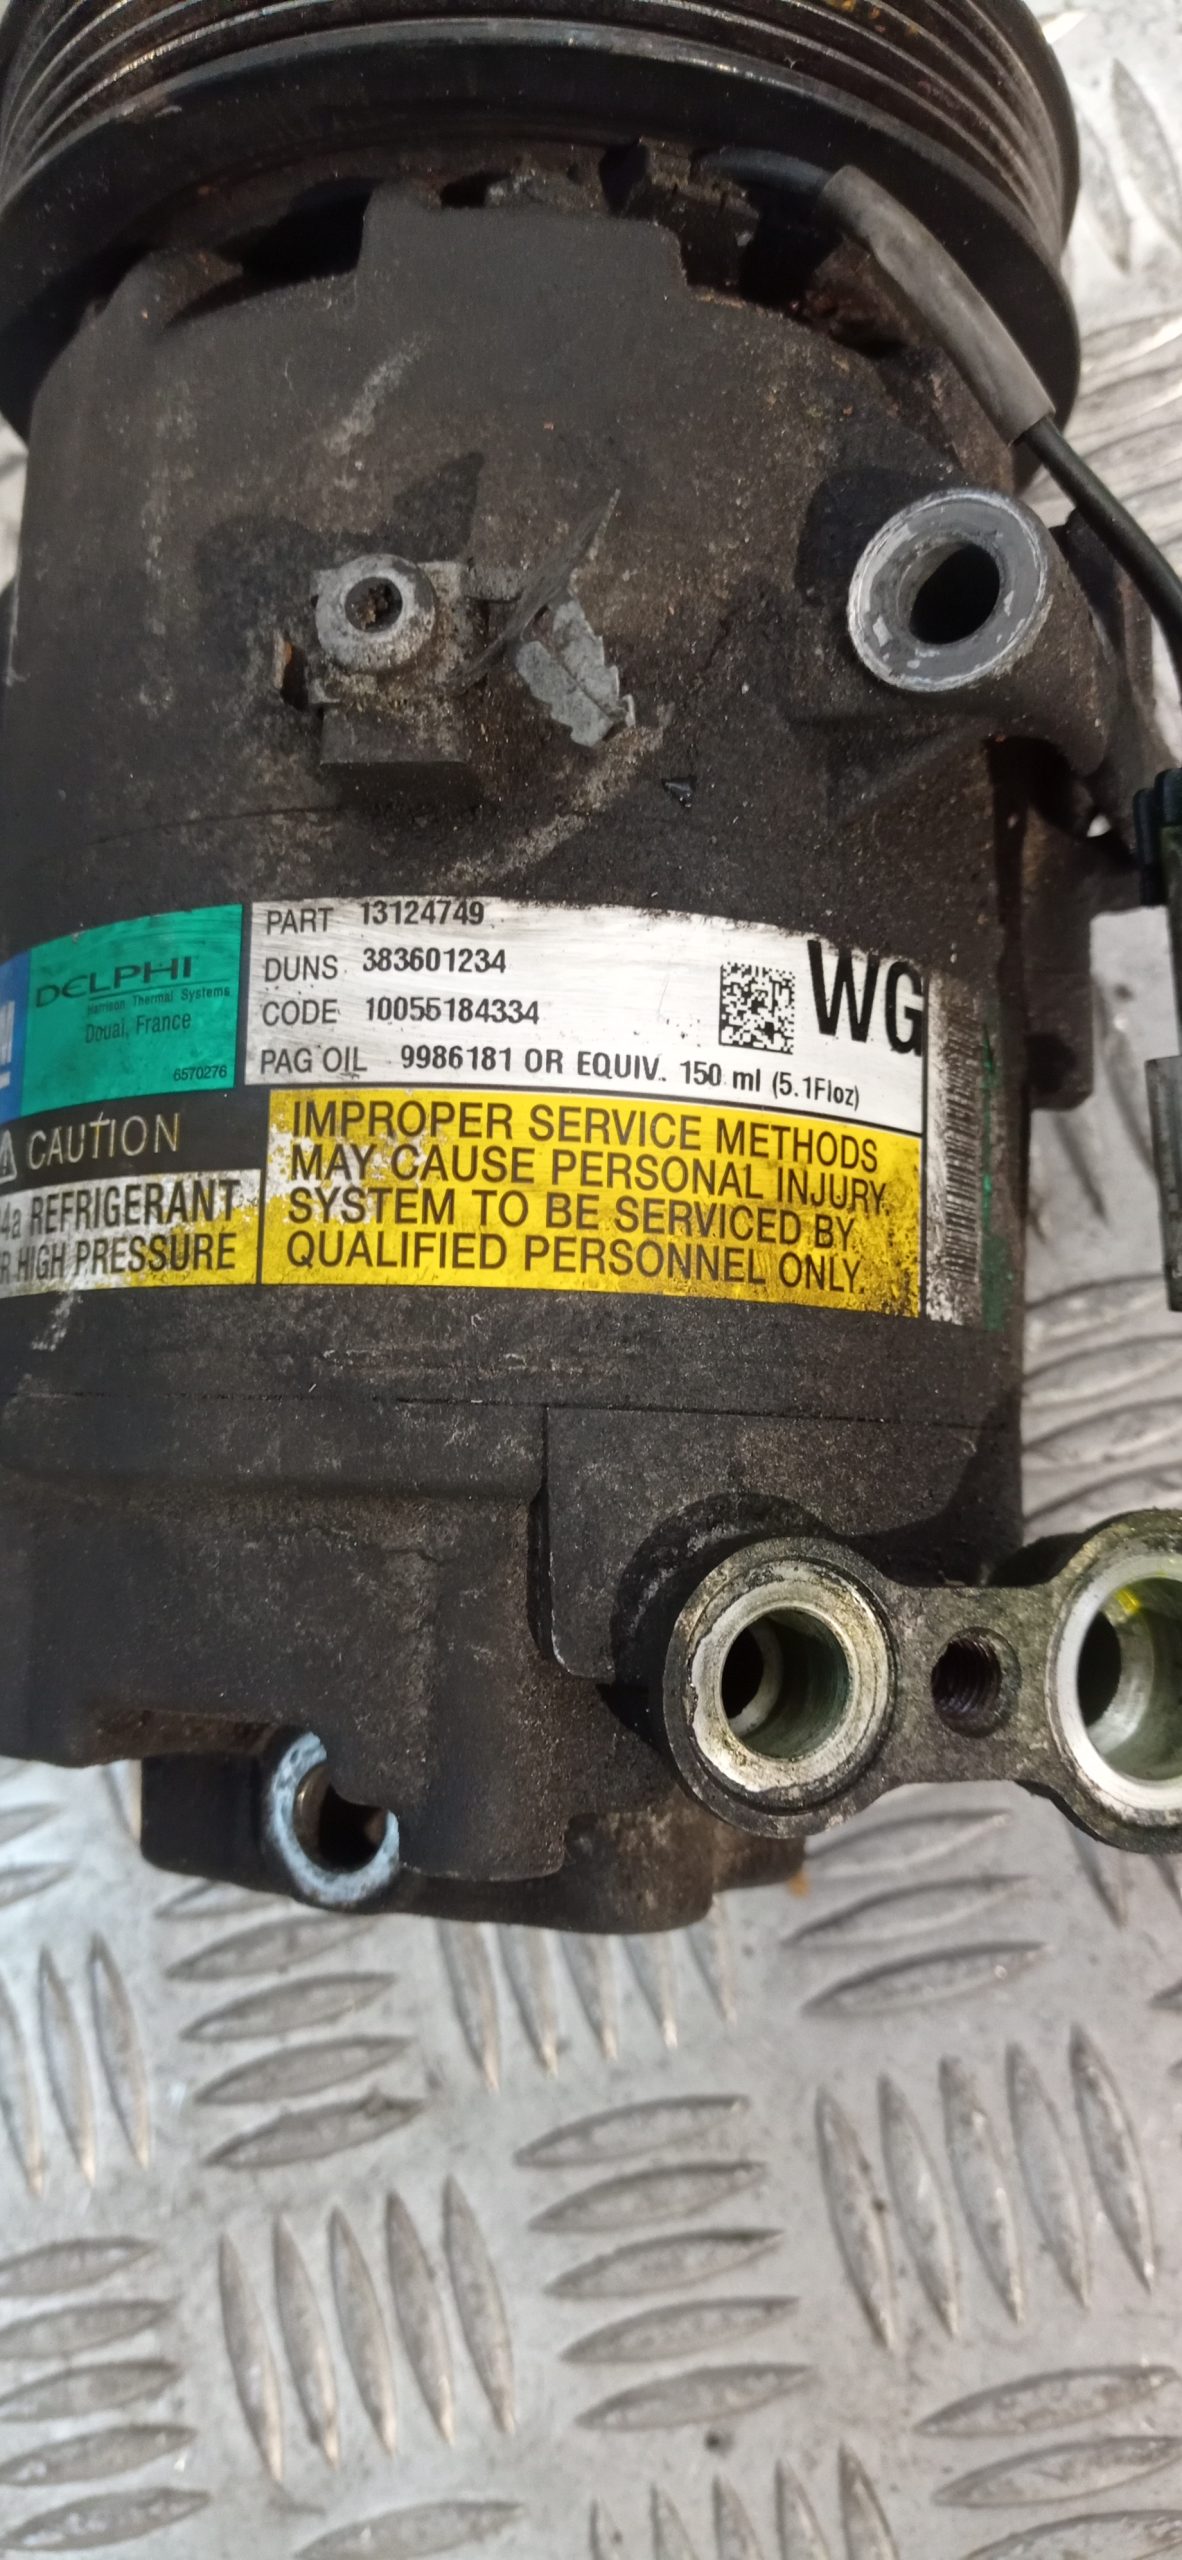 DELPHI
Harrison Thermal Systems
Douai, France
6570276
PART 13124749
DUNS 383601234
CODE 10055184334
PAG OIL 9986181 OR EQUIV. 150 ml (5.1Floz)
WG
CAUTION
4a REFRIGERANT
R HIGH PRESSURE
IMPROPER SERVICE METHODS
MAY CAUSE PERSONAL INJURY.
SYSTEM TO BE SERVICED BY
QUALIFIED PERSONNEL ONLY.